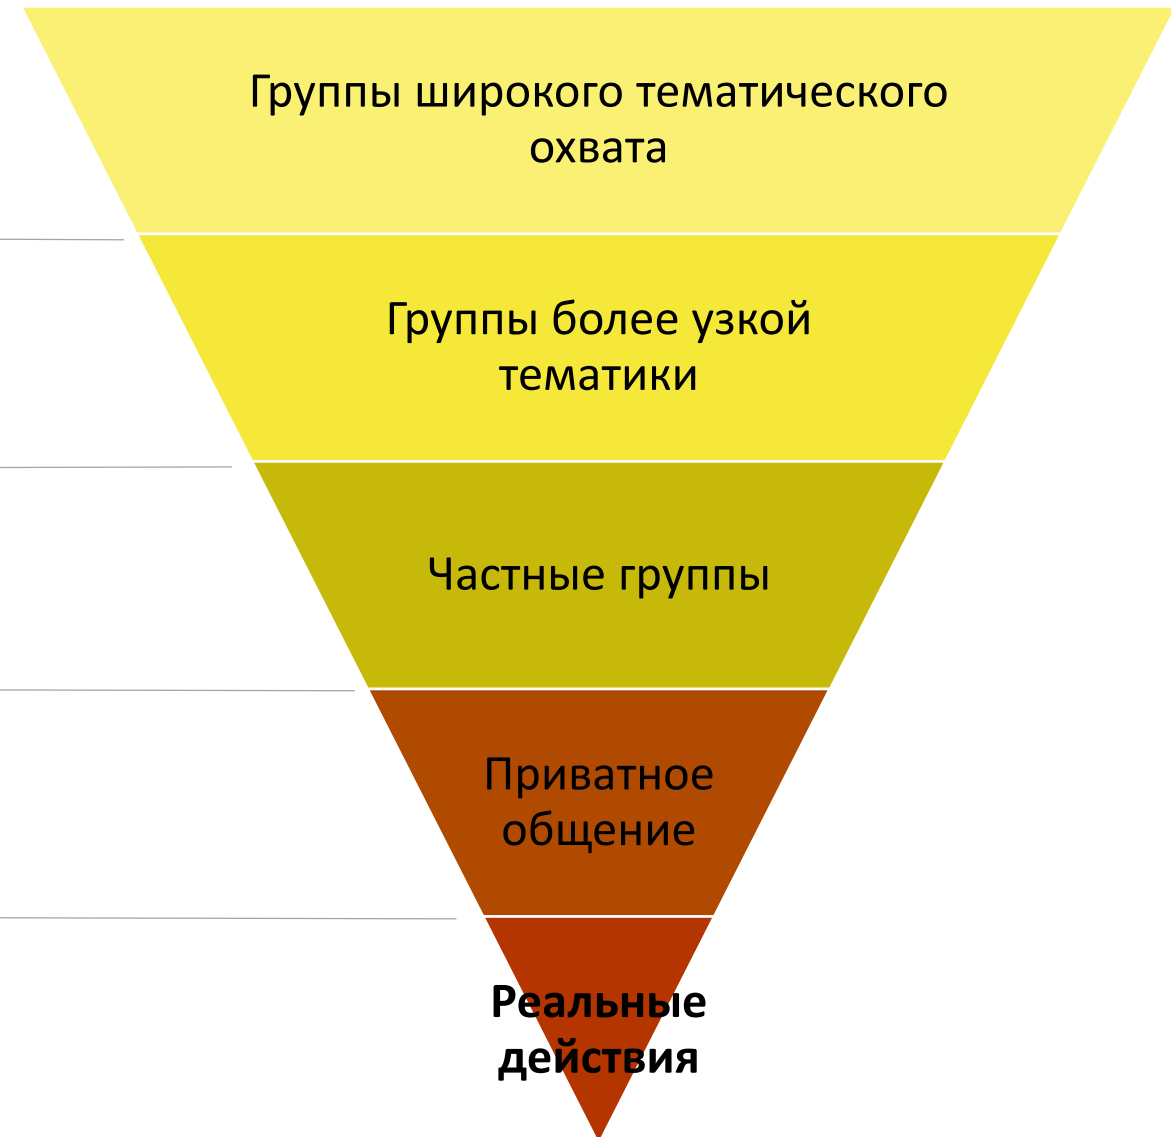 Группы широкого тематического
охвата
Группы более узкой
тематики
Частные группы
Приватное
общение
Реальные
действия